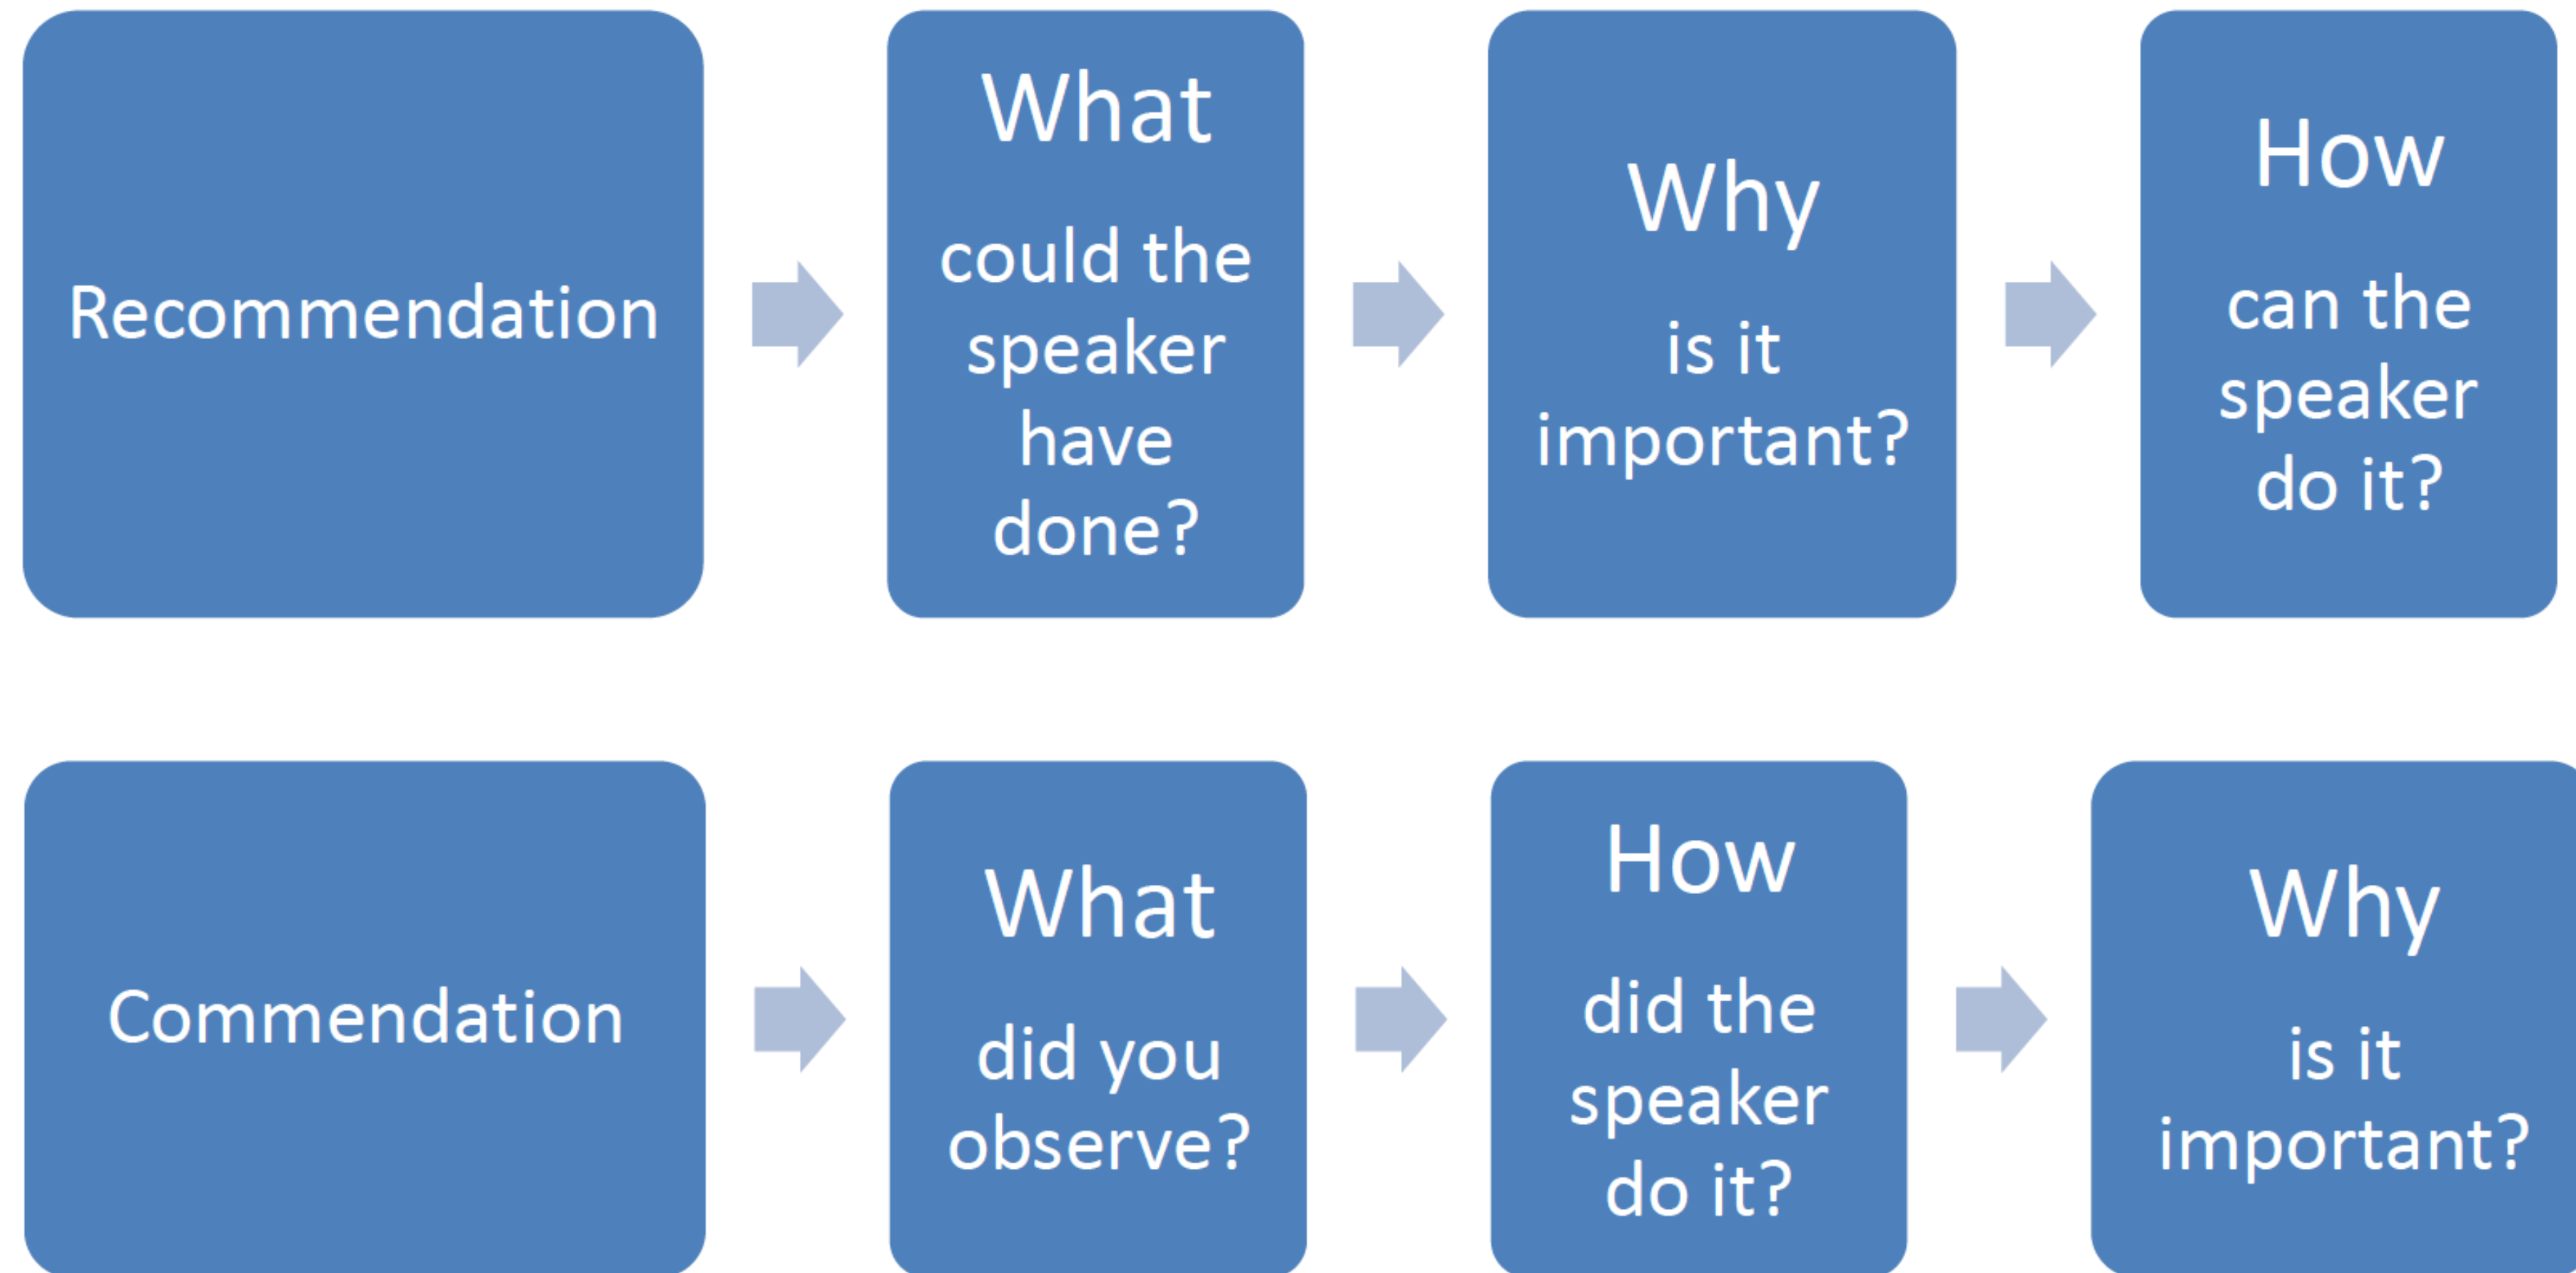 Recommendation
What
could the
speaker
have
done?
Why
is it
important?
How
can the
speaker
do it?
Commendation
What
did you
observe?
How
did the
speaker
do it?
Why
is it
important?